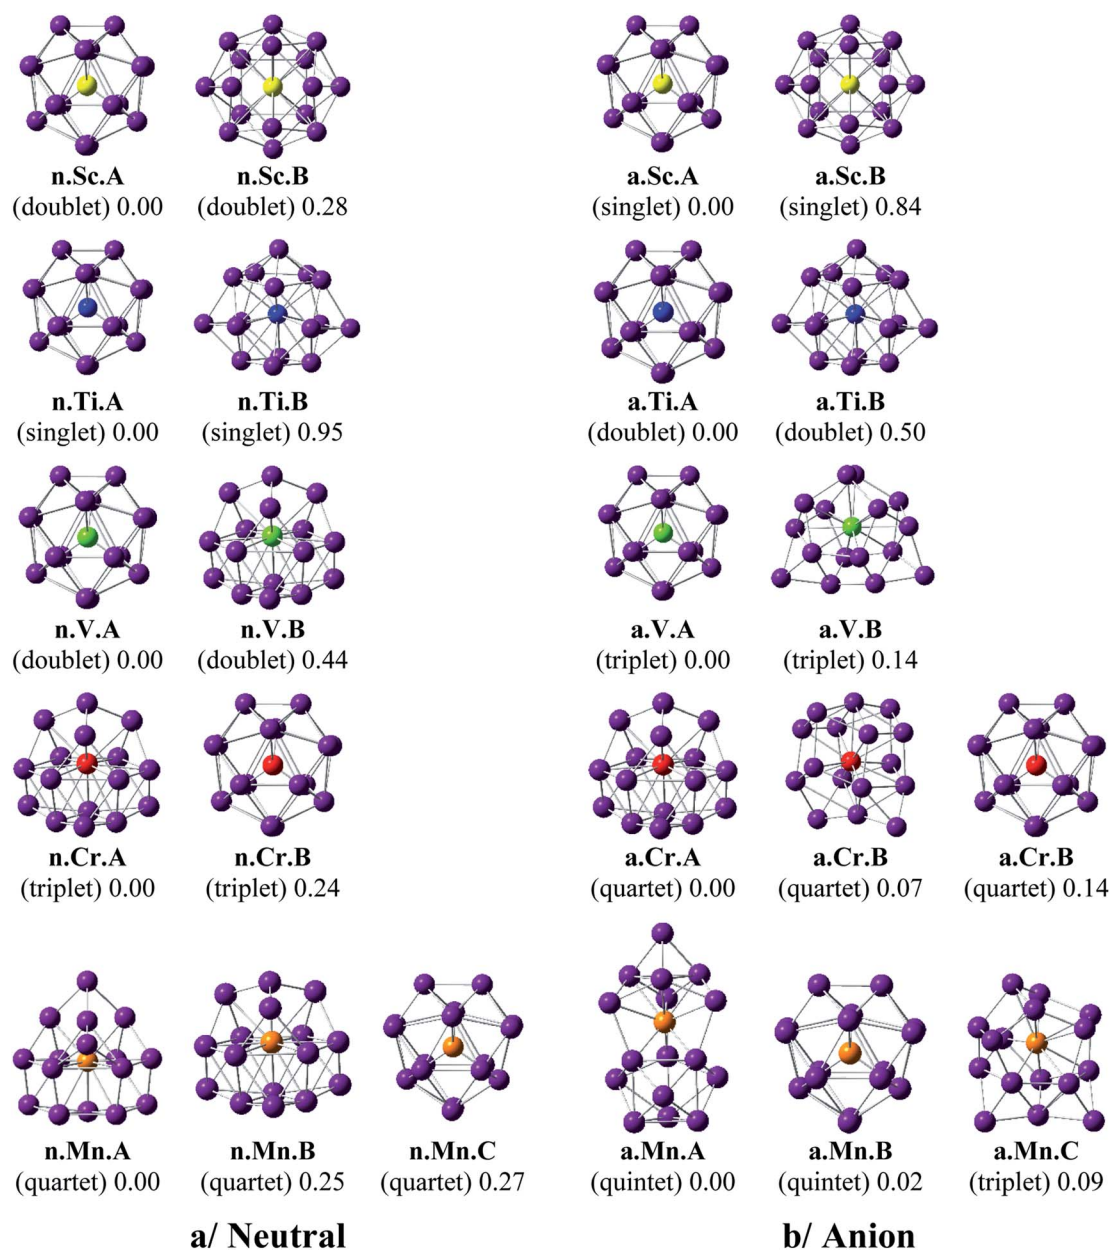 n.Sc.A n.Sc.B a.Sc.A a.Sc.B
(doublet) 0.00 (doublet) 0.28 (singlet) 0.00 (singlet) 0.84
n.Ti.A n.Ti.B a.Ti.A a.Ti.B
(singlet) 0.00 (singlet) 0.95 (doublet) 0.00 (doublet) 0.50
n.V.A n.V.B a.V.A a.V.B
(doublet) 0.00 (doublet) 0.44 (triplet) 0.00 (triplet) 0.14
n.Cr.A n.Cr.B a.Cr.A a.Cr.B a.Cr.B
(triplet) 0.00 (triplet) 0.24 (quartet) 0.00 (quartet) 0.07 (quartet) 0.14
n.Mn.A n.Mn.B n.Mn.C a.Mn.A a.Mn.B a.Mn.C
(quartet) 0.00 (quartet) 0.25 (quartet) 0.27 (quintet) 0.00 (quintet) 0.02 (triplet) 0.09
a/ Neutral b/ Anion